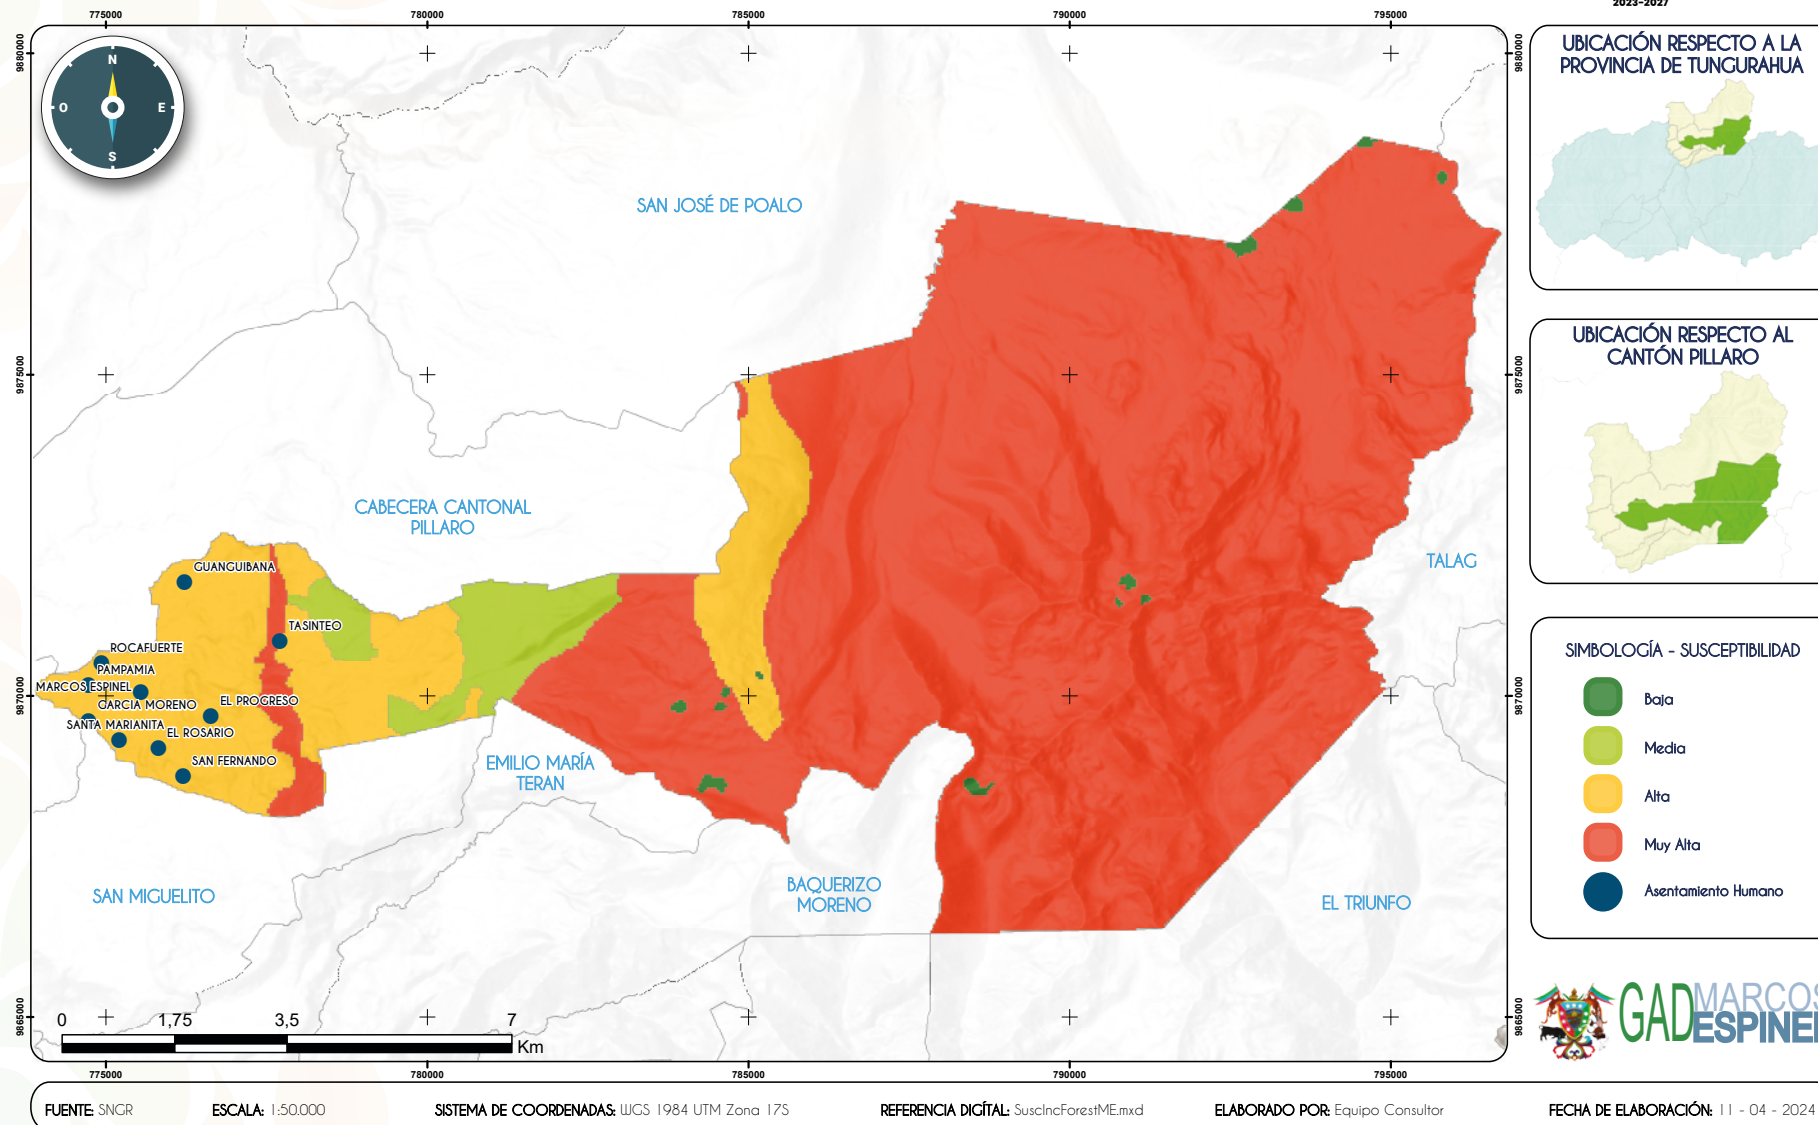 2023-2027
775000
780000
785000
790000
795000
9880000
9880000
N
O
E
S
UBICACIÓN RESPECTO A LA
PROVINCIA DE TUNGURAHUA
SAN JOSÉ DE POALO
9875000
9875000
UBICACIÓN RESPECTO AL
CANTÓN PILLARO
CABECERA CANTONAL
PILLARO
TALAG
GUANGUIBANA
TASINTEO
ROCAFUERTE
PAMPAMIA
MARCOS ESPINEL
GARCIA MORENO
EL PROGRESO
SANTA MARIANITA
EL ROSARIO
SAN FERNANDO
9870000
9870000
EMILIO MARÍA
TERAN
SAN MIGUELITO
BAQUERIZO
MORENO
EL TRIUNFO
SIMBOLOGÍA - SUSCEPTIBILIDAD
Baja
Media
Alta
Muy Alta
Asentamiento Humano
9865000
9865000
0
1,75
3,5
7
Km
GAD MARCOS
ESPINEL
775000
780000
785000
790000
795000
FUENTE: SNGR
ESCALA: 1:50.000
SISTEMA DE COORDENADAS: WGS 1984 UTM Zona 17S
REFERENCIA DIGÍTAL: SuscIncForestME.mxd
ELABORADO POR: Equipo Consultor
FECHA DE ELABORACIÓN: 11 - 04 - 2024